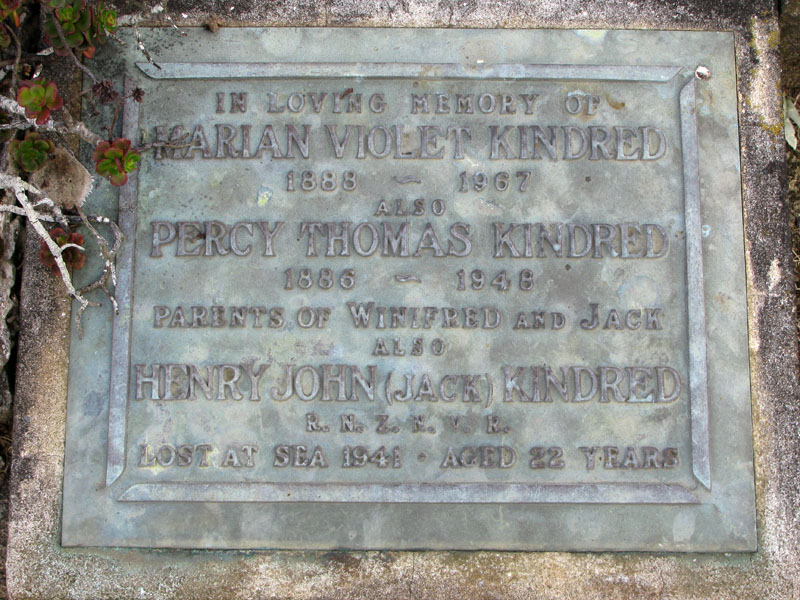 IN LOVING MEMORY OF
MARIAN VIOLET KINDRED
1888 ~ 1967
ALSO
PERCY THOMAS KINDRED
1886 ~ 1948
PARENTS OF WINIFRED AND JACK
ALSO
HENRY JOHN (JACK) KINDRED
R. N. Z. N. V. R.
LOST AT SEA 1941 · AGED 22 YEARS